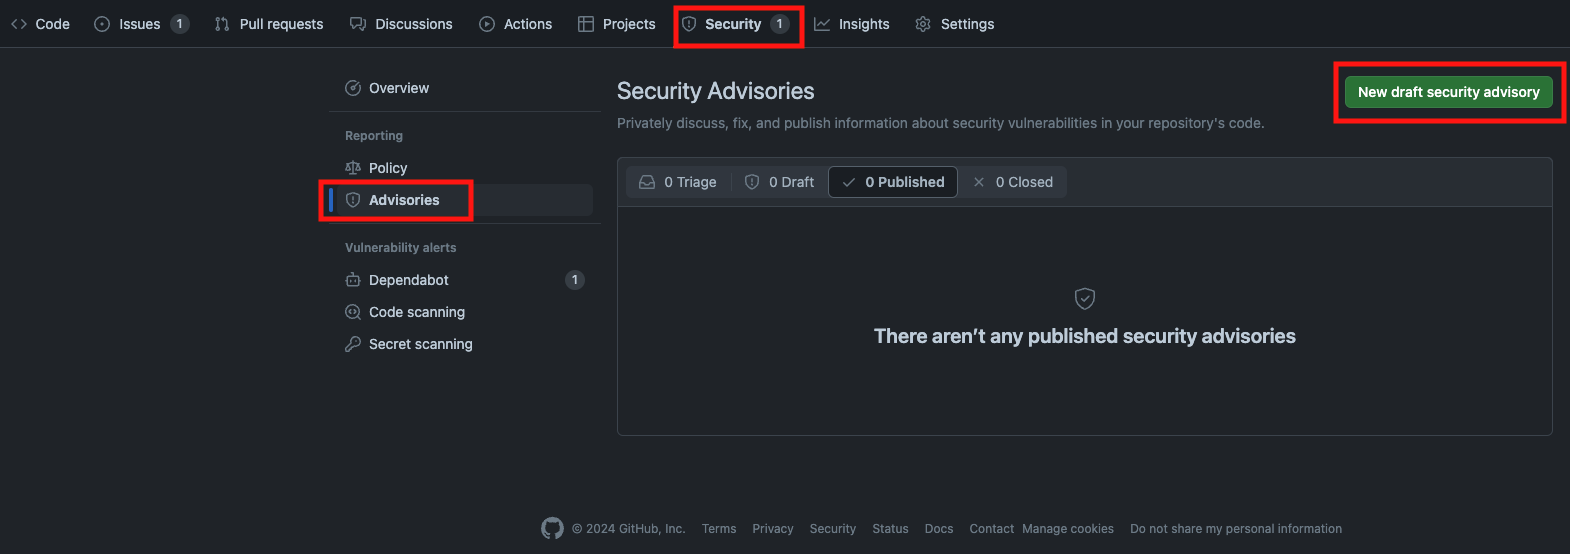 Code Issues 1 Pull requests Discussions Actions Projects Security 1 Insights Settings
Overview
Reporting
Policy
Advisories
Vulnerability alerts
Dependabot 1
Code scanning
Secret scanning
Security Advisories
New draft security advisory
Privately discuss, fix, and publish information about security vulnerabilities in your repository's code.
0 Triage 0 Draft 0 Published 0 Closed
There aren't any published security advisories
© 2024 GitHub, Inc. Terms Privacy Security Status Docs Contact Manage cookies Do not share my personal information